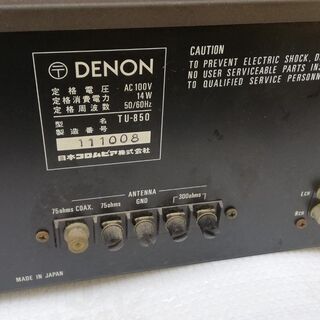 DENON
定格電圧 AC100V
定格消費電力 14W
定格周波数 50/60Hz
型名 TU-850
製造番号
111008
日本コロムビア株式会社
CAUTION
TO PREVENT ELECTRIC SHOCK, D
NO USER SERVICEABLE PARTS IN
TO QUALIFIED SERVICE PERSONN
ANTENNA
75ohms COAX. 75ohms GND 300ohms
LCH
RCH
MADE IN JAPAN